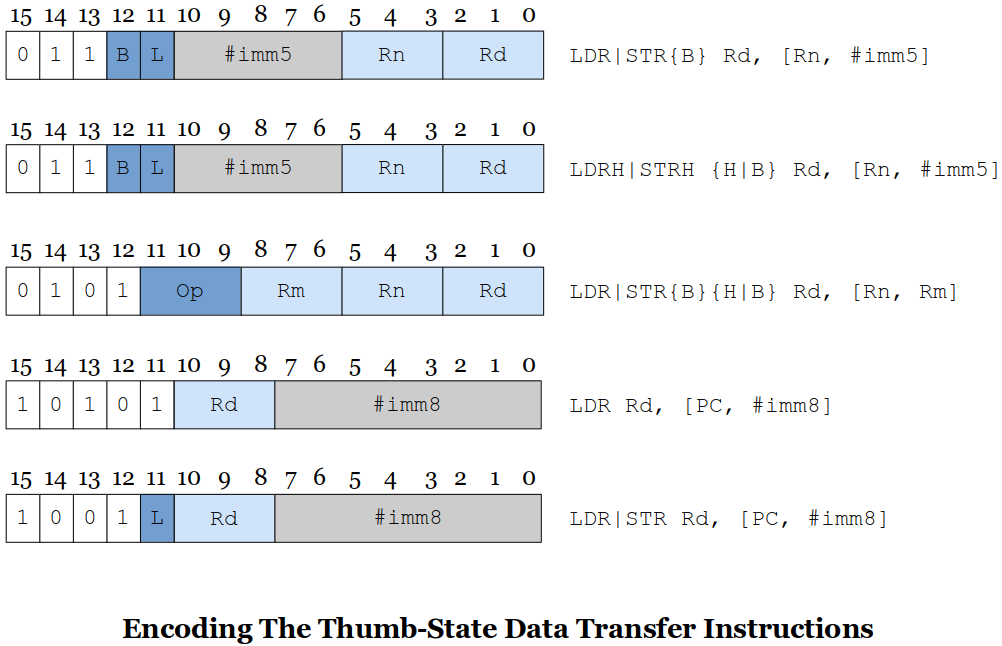 15 14 13 12 11 10 9 8 7 6 5 4 3 2 1 0
0 1 1 B L #imm5 Rn Rd LDR|STR{B} Rd, [Rn, #imm5]
15 14 13 12 11 10 9 8 7 6 5 4 3 2 1 0
0 1 1 B L #imm5 Rn Rd LDRH|STRH {H|B} Rd, [Rn, #imm5]
15 14 13 12 11 10 9 8 7 6 5 4 3 2 1 0
0 1 0 1 Op Rm Rn Rd LDR|STR{B}{H|B} Rd, [Rn, Rm]
15 14 13 12 11 10 9 8 7 6 5 4 3 2 1 0
1 0 1 0 1 Rd #imm8 LDR Rd, [PC, #imm8]
15 14 13 12 11 10 9 8 7 6 5 4 3 2 1 0
1 0 0 1 L Rd #imm8 LDR|STR Rd, [PC, #imm8]
Encoding The Thumb-State Data Transfer Instructions